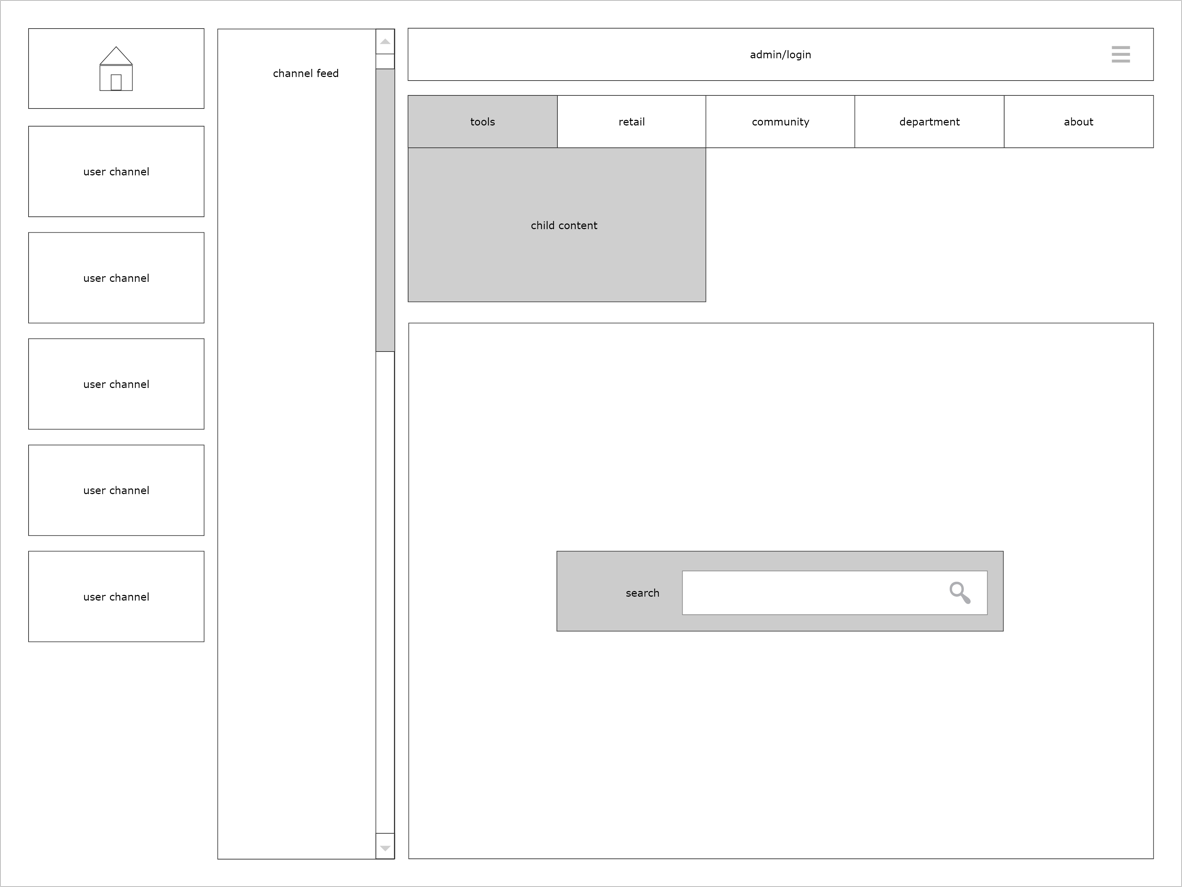 user channel
user channel
user channel
user channel
user channel
channel feed
admin/login
tools
retail
community
department
about
child content
search